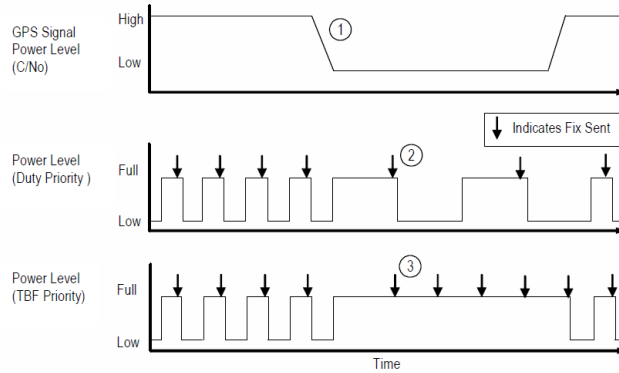 GPS Signal
Power Level
(C/No)
High
Low
1
Indicates Fix Sent
Power Level
(Duty Priority )
Full
Low
2
Power Level
(TBF Priority)
Full
Low
3
Time